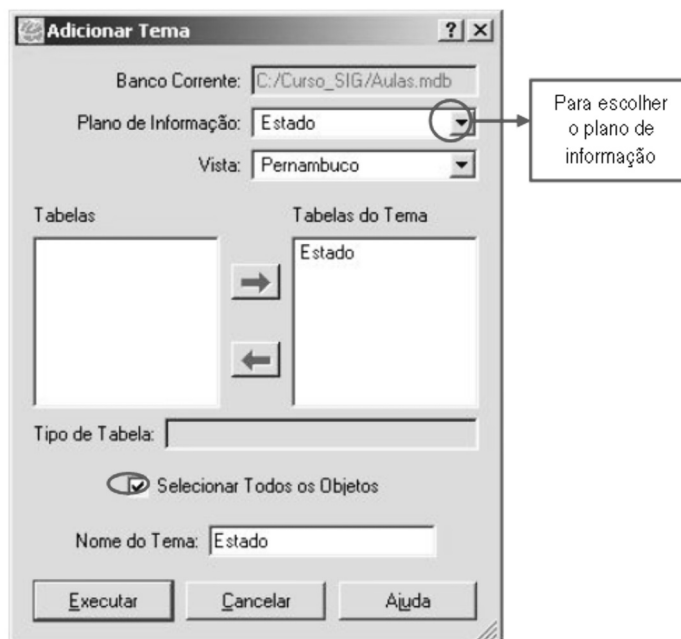 Adicionar Tema
Banco Corrente: C:/Curso_SIG/Aulas.mdb
Plano de Informação: Estado
Para escolher
o plano de
informação
Vista: Pernambuco
Tabelas
Tabelas do Tema
Estado
Tipo de Tabela:
Selecionar Todos os Objetos
Nome do Tema: Estado
Executar
Cancelar
Ajuda